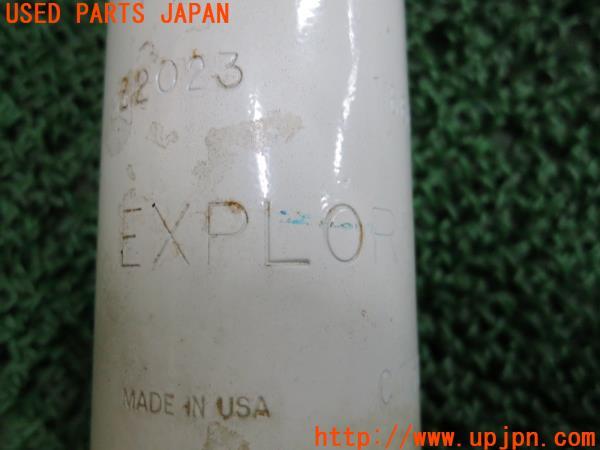 USED PARTS JAPAN
22023
EXPLOR
MADE IN USA
C
http://www.upjpn.com/